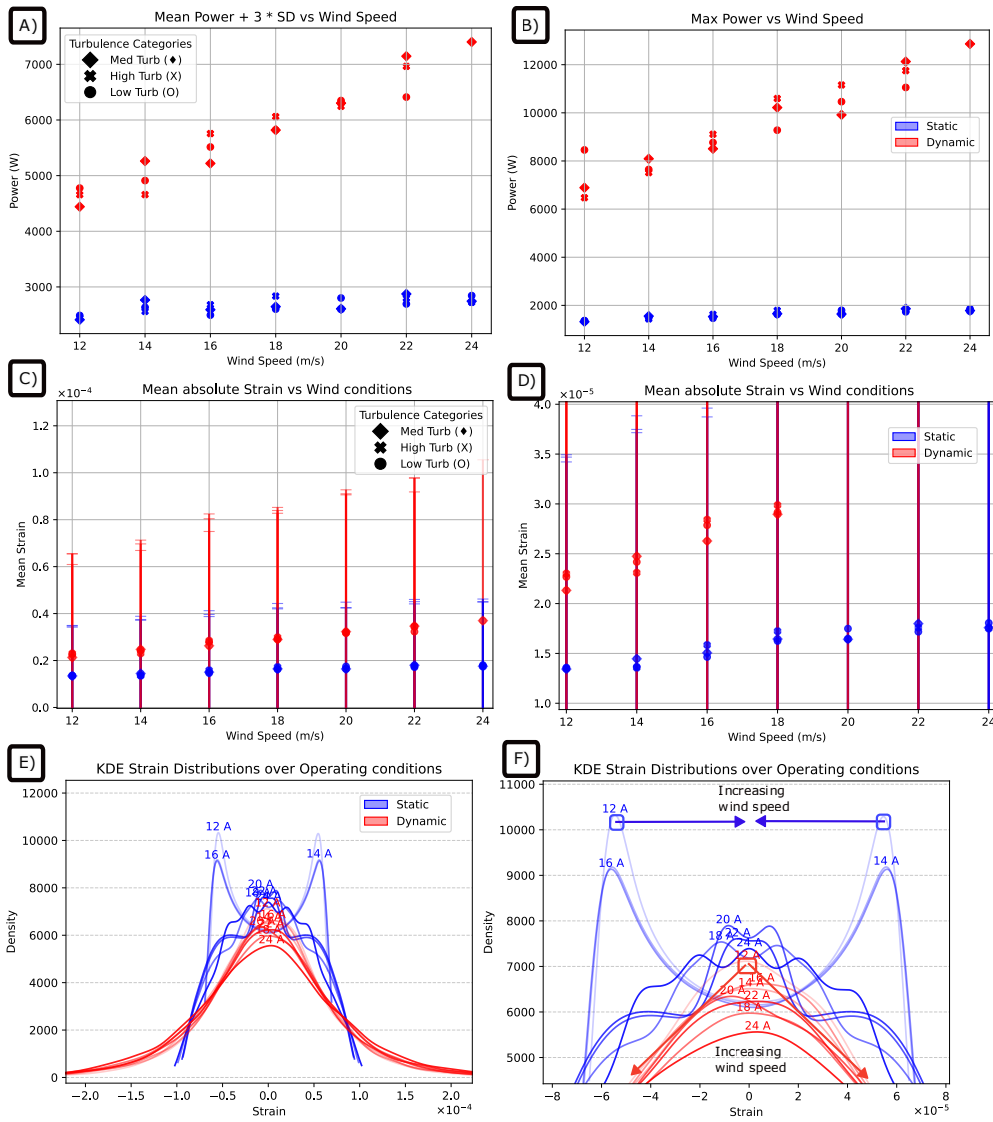 A)
Mean Power + 3 * SD vs Wind Speed
Turbulence Categories
Med Turb (♦)
High Turb (X)
Low Turb (O)
Power (W)
7000
6000
5000
4000
3000
12 14 16 18 20 22 24
Wind Speed (m/s)
B)
Max Power vs Wind Speed
Static
Dynamic
Power (W)
12000
10000
8000
6000
4000
2000
12 14 16 18 20 22 24
Wind Speed (m/s)
C)
Mean absolute Strain vs Wind conditions
×10⁻⁴
Turbulence Categories
Med Turb (♦)
High Turb (X)
Low Turb (O)
Mean Strain
1.2
1.0
0.8
0.6
0.4
0.2
0.0
12 14 16 18 20 22 24
Wind Speed (m/s)
D)
Mean absolute Strain vs Wind conditions
×10⁻⁵
Static
Dynamic
Mean Strain
4.0
3.5
3.0
2.5
2.0
1.5
1.0
12 14 16 18 20 22 24
Wind Speed (m/s)
E)
KDE Strain Distributions over Operating conditions
Static
Dynamic
Density
12000
10000
8000
6000
4000
2000
0
12 A
16 A
14 A
20 A
24 A
−2.0 −1.0 0.0 1.0 2.0
Strain
×10⁻⁴
F)
KDE Strain Distributions over Operating conditions
Increasing
wind speed
Density
11000
10000
9000
8000
7000
6000
5000
12 A
16 A
14 A
20 A
22 A
18 A
24 A
16 A
14 A
20 A
22 A
18 A
24 A
Increasing
wind speed
−8 −6 −4 −2 0 2 4 6 8
Strain
×10⁻⁵